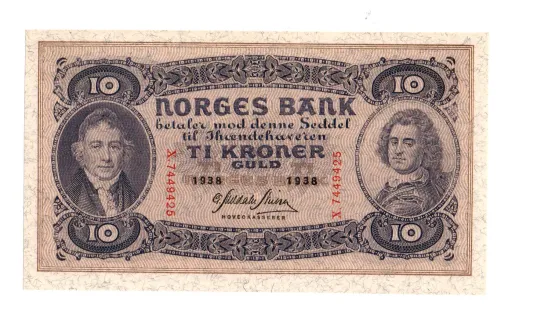 10 10
NORGES BANK
betaler mod denne Seddel
til Ihændehaveren
TI KRONER
GULD
1938 1938
X.7449425
X.7449425
HOVEDKASSERER
10 10